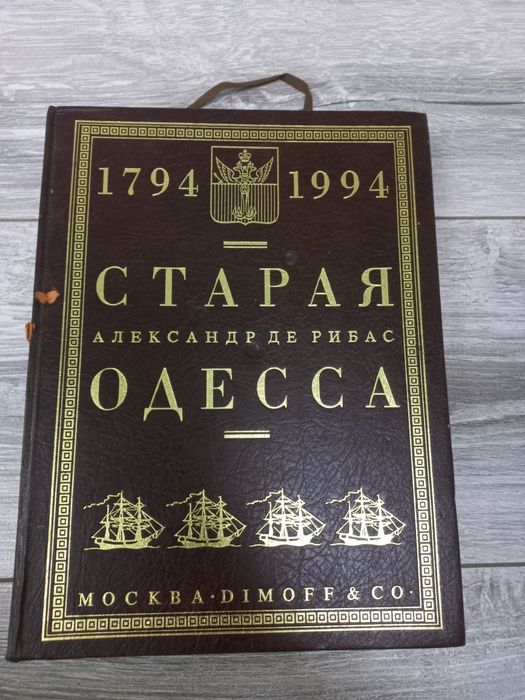 1794 1994
СТАРАЯ
АЛЕКСАНДР ДЕ РИБАС
ОДЕССА
МОСКВА·DIMOFF & CO·